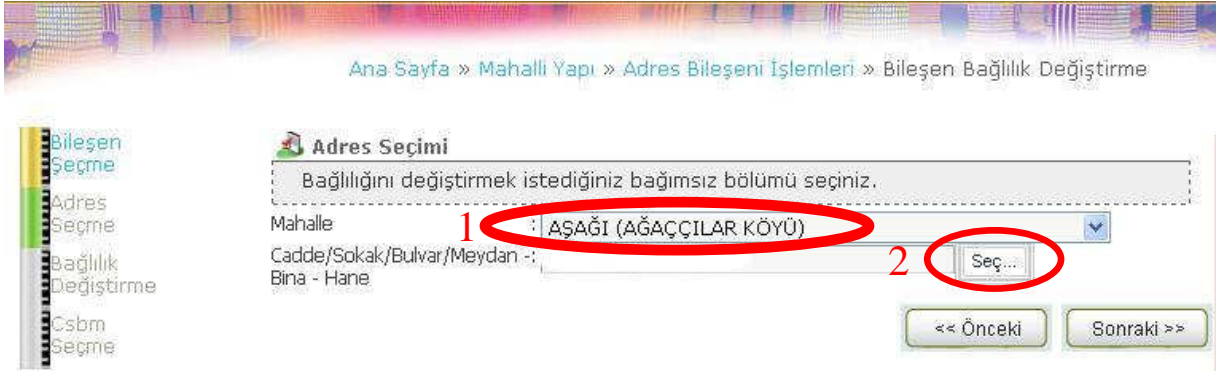 Ana Sayfa » Mahalli Yapı » Adres Bileşeni İşlemleri » Bileşen Bağlılık Değiştirme
Bileşen
Seçme
Adres
Seçme
Bağlılık
Değiştirme
Csbm
Seçme
Adres Seçimi
Bağlılığını değiştirmek istediğiniz bağımsız bölümü seçiniz.
Mahalle 1 : AŞAĞI (AĞAÇÇILAR KÖYÜ)
Cadde/Sokak/Bulvar/Meydan -: 2 Seç...
Bina - Hane
<< Önceki Sonraki >>